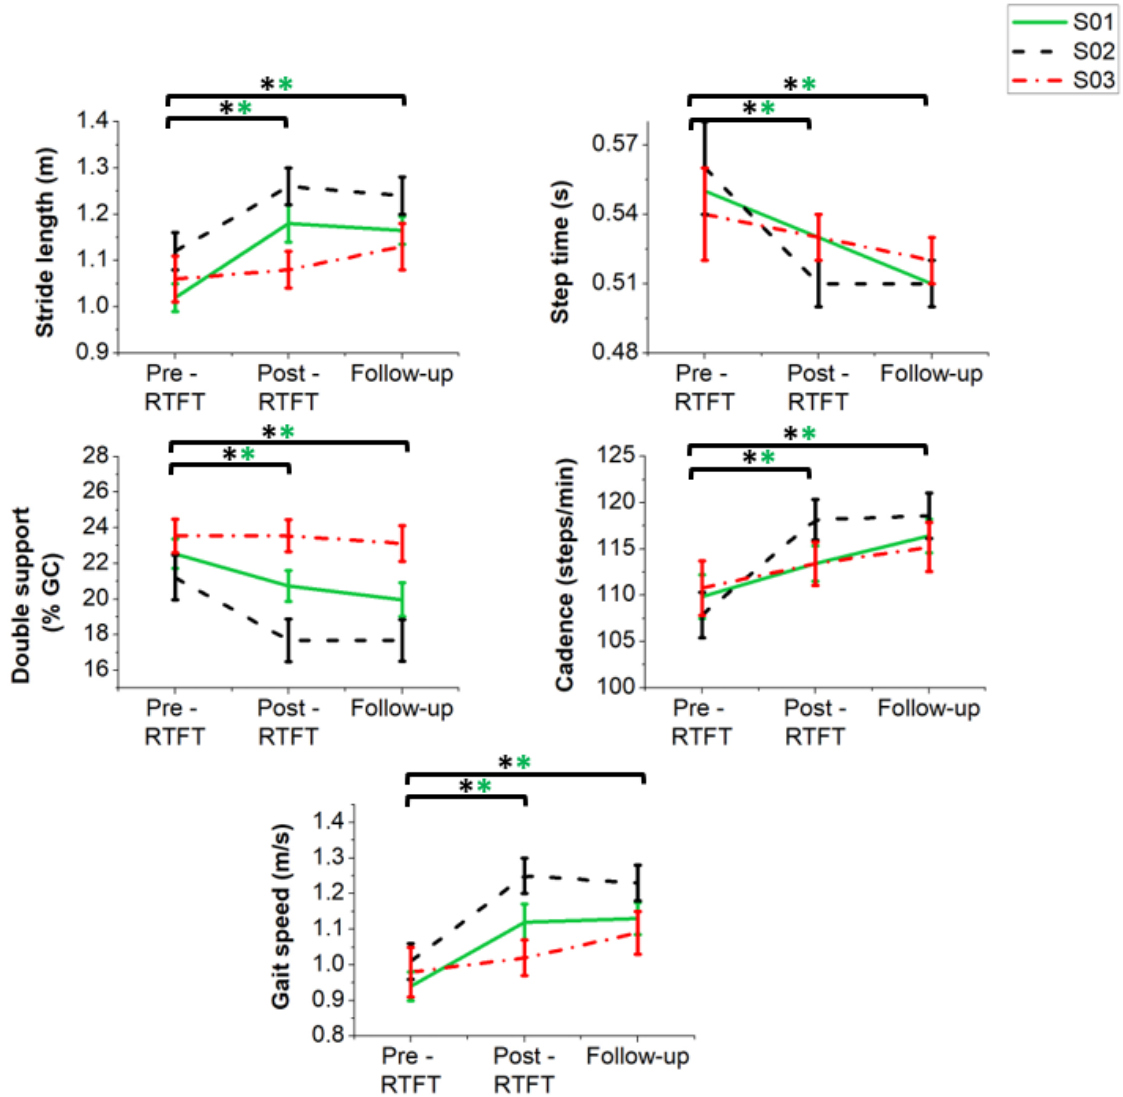 S01
S02
S03
**
**
Stride length (m)
1.4
1.3
1.2
1.1
1.0
0.9
Pre -
RTFT
Post -
RTFT
Follow-up
**
**
Step time (s)
0.57
0.54
0.51
0.48
Pre -
RTFT
Post -
RTFT
Follow-up
**
**
Double support
(% GC)
28
26
24
22
20
18
16
Pre -
RTFT
Post -
RTFT
Follow-up
**
**
Cadence (steps/min)
125
120
115
110
105
100
Pre -
RTFT
Post -
RTFT
Follow-up
**
**
Gait speed (m/s)
1.4
1.3
1.2
1.1
1.0
0.9
0.8
Pre -
RTFT
Post -
RTFT
Follow-up